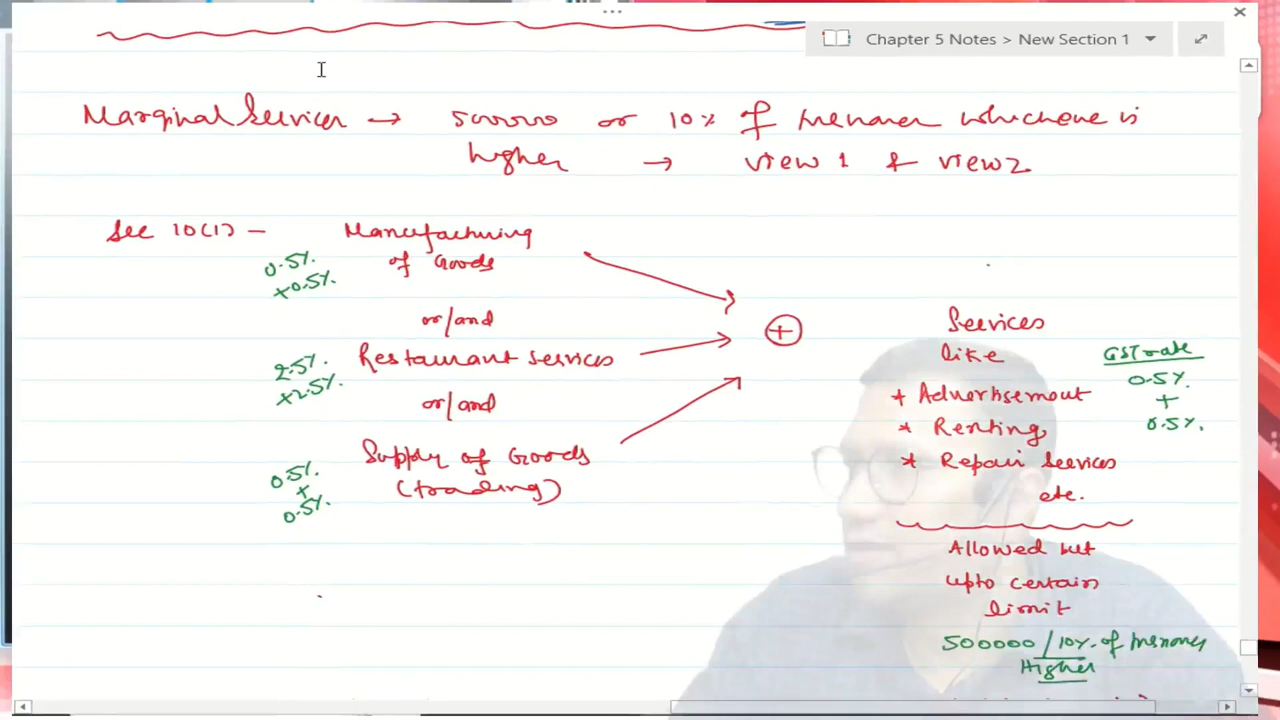 Chapter 5 Notes > New Section 1
Marginal Services → 500000 or 10% of turnover whichever is
higher → view 1 & view 2
Sec 10(1) – Manufacturing
of Goods
0.5%
+0.5%
or/and
Restaurant services
2.5%
+2.5%
or/and
Supply of Goods
(trading)
0.5%
+
0.5%
+
Services
like
* Advertisement
* Renting
* Repair Services
etc.
GST rate
0.5%
+
0.5%
Allowed but
upto certain
limit
500000 / 10% of turnover
Higher